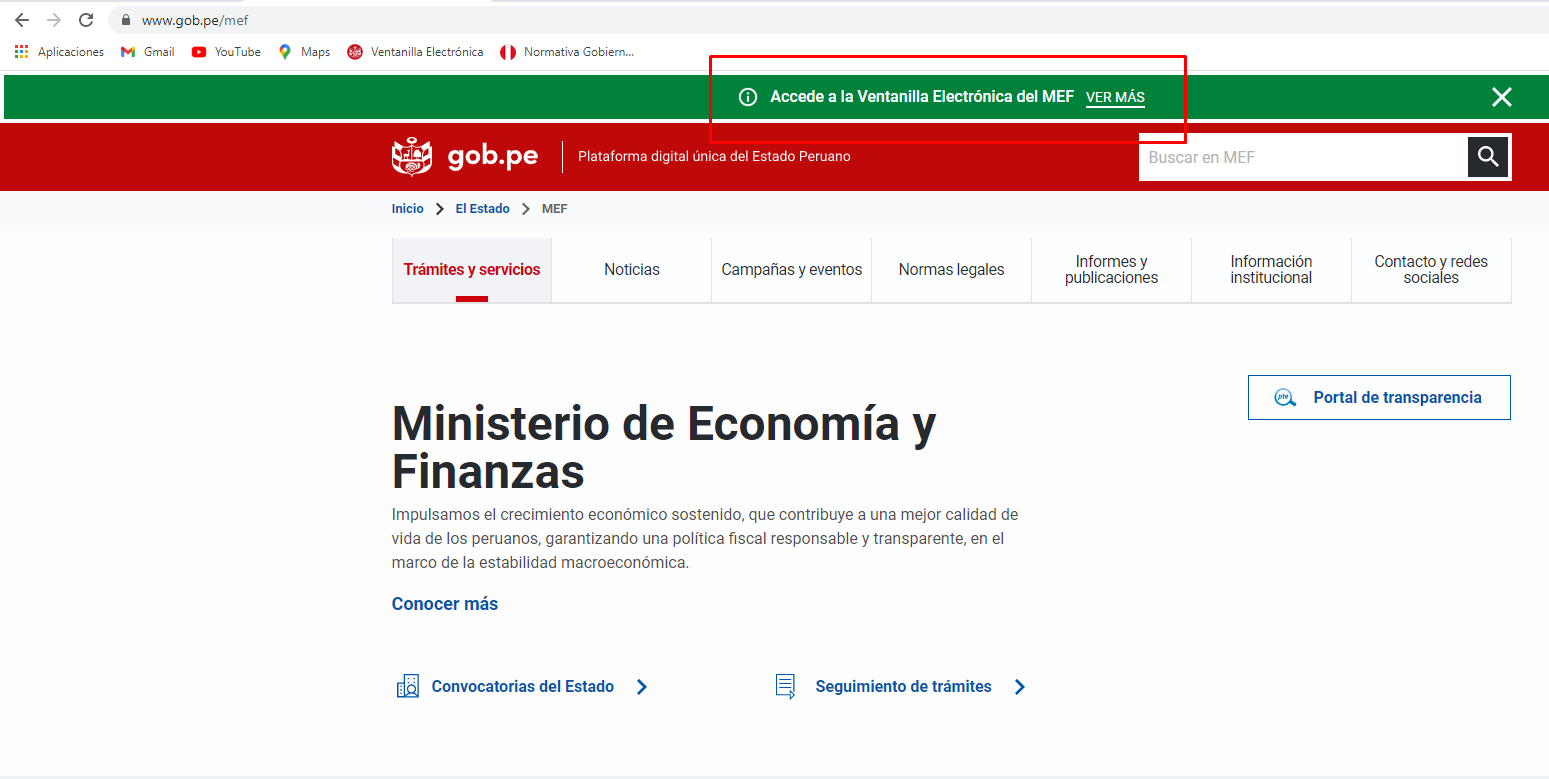 www.gob.pe/mef
Aplicaciones Gmail YouTube Maps Ventanilla Electrónica Normativa Gobiern...
Accede a la Ventanilla Electrónica del MEF VER MÁS
gob.pe Plataforma digital única del Estado Peruano Buscar en MEF
Inicio El Estado MEF
Trámites y servicios
Noticias
Campañas y eventos
Normas legales
Informes y
publicaciones
Información
institucional
Contacto y redes
sociales
pte Portal de transparencia
Ministerio de Economía y
Finanzas
Impulsamos el crecimiento económico sostenido, que contribuye a una mejor calidad de
vida de los peruanos, garantizando una política fiscal responsable y transparente, en el
marco de la estabilidad macroeconómica.
Conocer más
Convocatorias del Estado Seguimiento de trámites